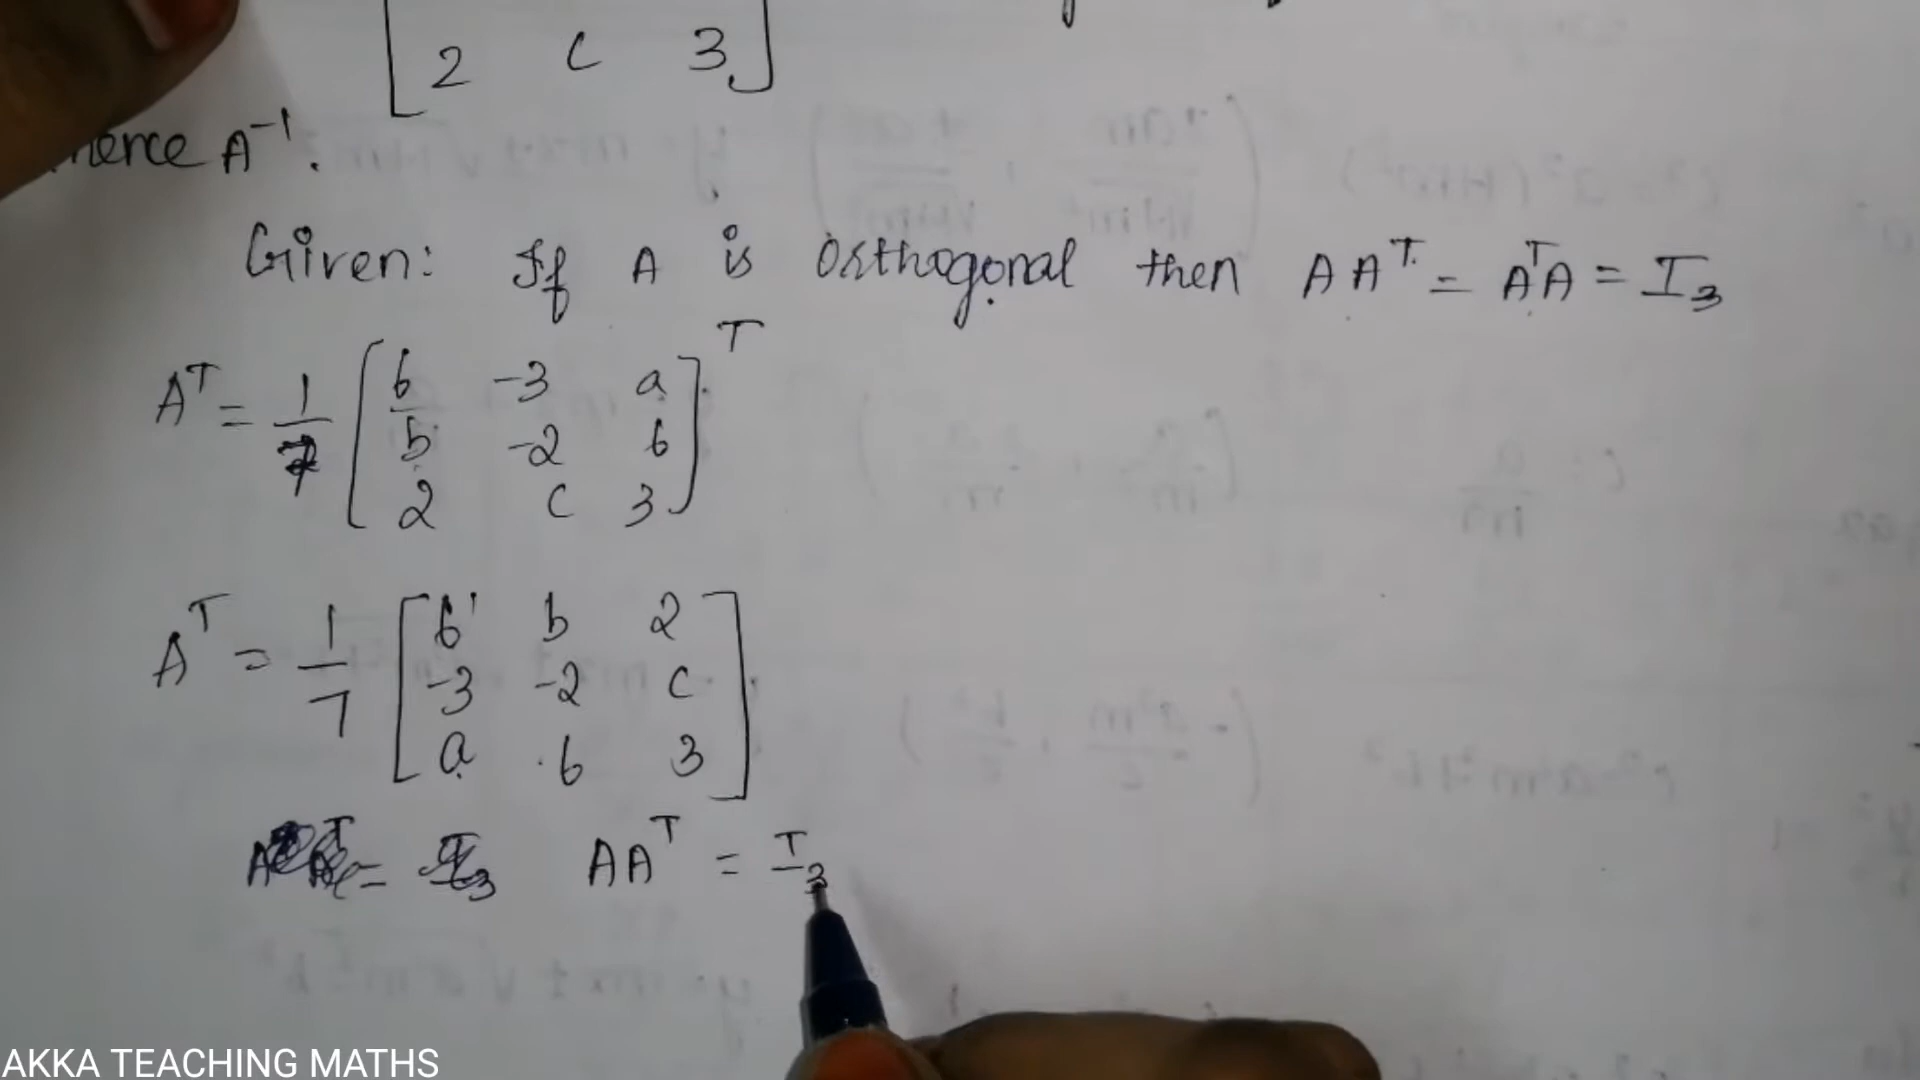 2 c 3
hence A⁻¹.
Given: If A is orthogonal then AAᵀ = AᵀA = I₃
Aᵀ = 1/7 [ 6 -3 a ]ᵀ
b -2 6
2 c 3
Aᵀ = 1/7 [ 6 b 2 ]
-3 -2 c
a 6 3
= AAᵀ = I₃
AKKA TEACHING MATHS